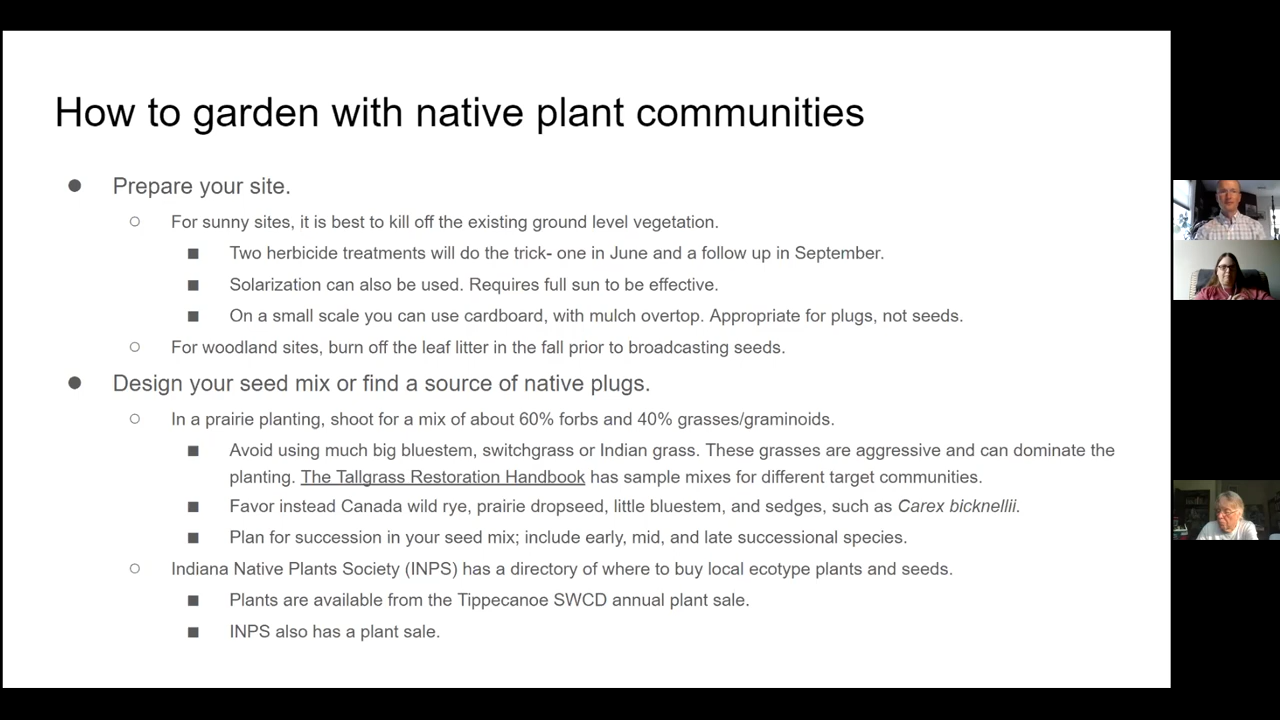 How to garden with native plant communities
● Prepare your site.
○ For sunny sites, it is best to kill off the existing ground level vegetation.
■ Two herbicide treatments will do the trick- one in June and a follow up in September.
■ Solarization can also be used. Requires full sun to be effective.
■ On a small scale you can use cardboard, with mulch overtop. Appropriate for plugs, not seeds.
○ For woodland sites, burn off the leaf litter in the fall prior to broadcasting seeds.
● Design your seed mix or find a source of native plugs.
○ In a prairie planting, shoot for a mix of about 60% forbs and 40% grasses/graminoids.
■ Avoid using much big bluestem, switchgrass or Indian grass. These grasses are aggressive and can dominate the
planting. The Tallgrass Restoration Handbook has sample mixes for different target communities.
■ Favor instead Canada wild rye, prairie dropseed, little bluestem, and sedges, such as Carex bicknellii.
■ Plan for succession in your seed mix; include early, mid, and late successional species.
○ Indiana Native Plants Society (INPS) has a directory of where to buy local ecotype plants and seeds.
■ Plants are available from the Tippecanoe SWCD annual plant sale.
■ INPS also has a plant sale.